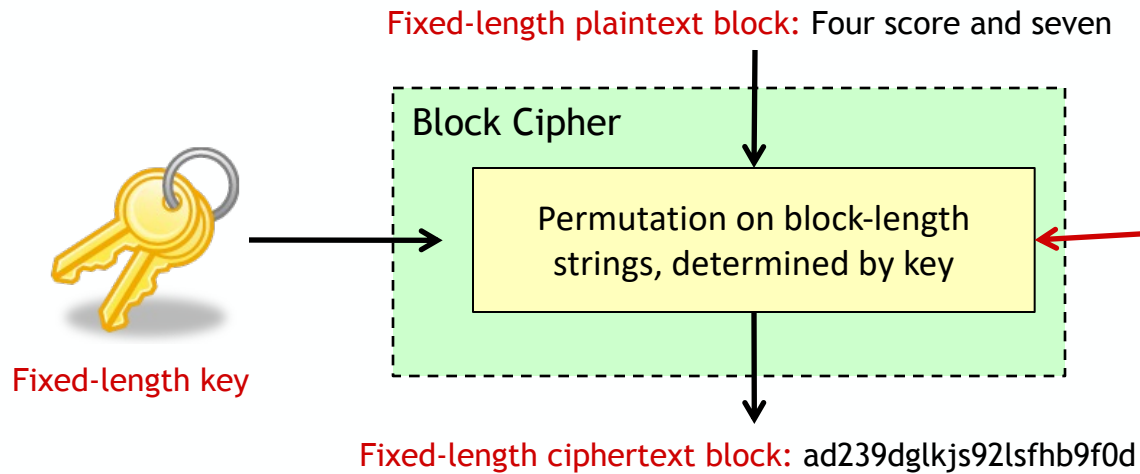 Fixed-length plaintext block: Four score and seven
Block Cipher
Permutation on block-length
strings, determined by key
Fixed-length key
Fixed-length ciphertext block: ad239dglkjs92lsfhb9f0d